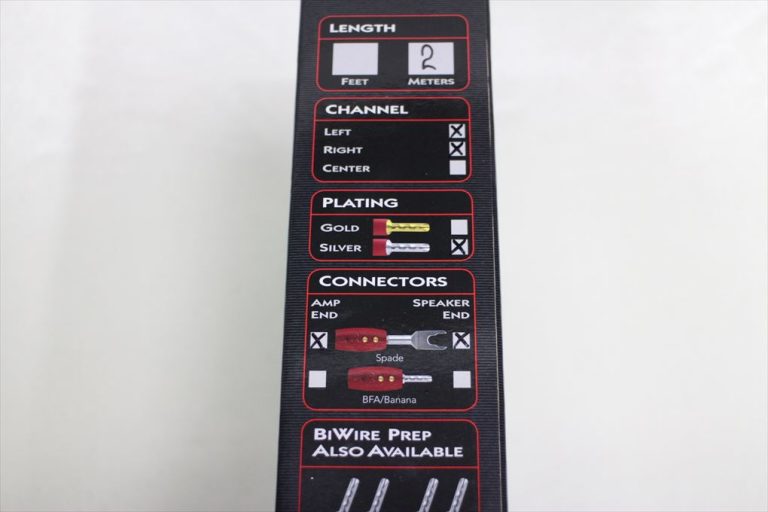 LENGTH
2
FEET METERS
CHANNEL
LEFT
RIGHT
CENTER
PLATING
GOLD
SILVER
CONNECTORS
AMP END SPEAKER END
Spade
BFA/Banana
BIWIRE PREP
ALSO AVAILABLE